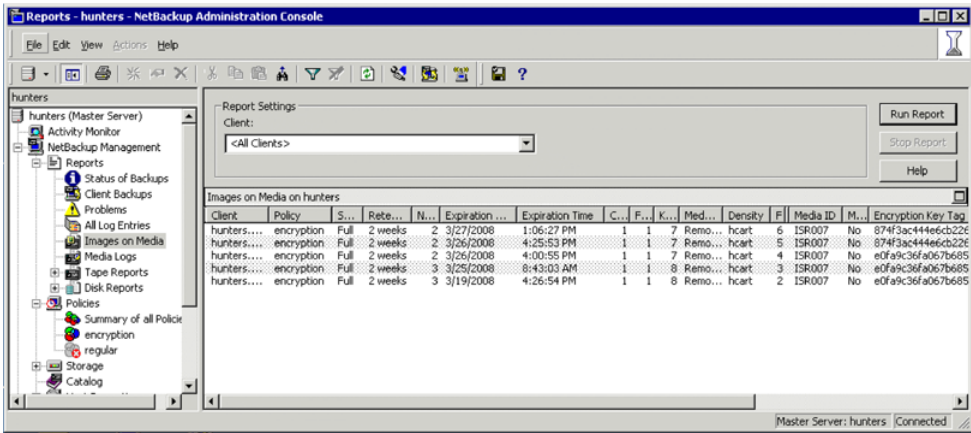 Reports - hunters - NetBackup Administration Console
File Edit View Actions Help
hunters
hunters (Master Server)
Activity Monitor
NetBackup Management
Reports
Status of Backups
Client Backups
Problems
All Log Entries
Images on Media
Media Logs
Tape Reports
Disk Reports
Policies
Summary of all Policie
encryption
regular
Storage
Catalog
Report Settings
Client:
<All Clients>
Run Report
Stop Report
Help
Images on Media on hunters
Client Policy S... Rete... N... Expiration ... Expiration Time C... F... K... Med... Density F Media ID M... Encryption Key Tag
hunters.... encryption Full 2 weeks 2 3/27/2008 1:06:27 PM 1 1 7 Remo... hcart 6 ISR007 No 874f3ac444e6cb226
hunters.... encryption Full 2 weeks 2 3/26/2008 4:25:53 PM 1 1 7 Remo... hcart 5 ISR007 No 874f3ac444e6cb226
hunters.... encryption Full 2 weeks 2 3/26/2008 4:00:55 PM 1 1 7 Remo... hcart 4 ISR007 No e0fa9c36fa067b685
hunters.... encryption Full 2 weeks 3 3/25/2008 8:43:03 AM 1 1 8 Remo... hcart 3 ISR007 No e0fa9c36fa067b685
hunters.... encryption Full 2 weeks 3 3/19/2008 4:26:54 PM 1 1 8 Remo... hcart 2 ISR007 No e0fa9c36fa067b685
Master Server: hunters Connected